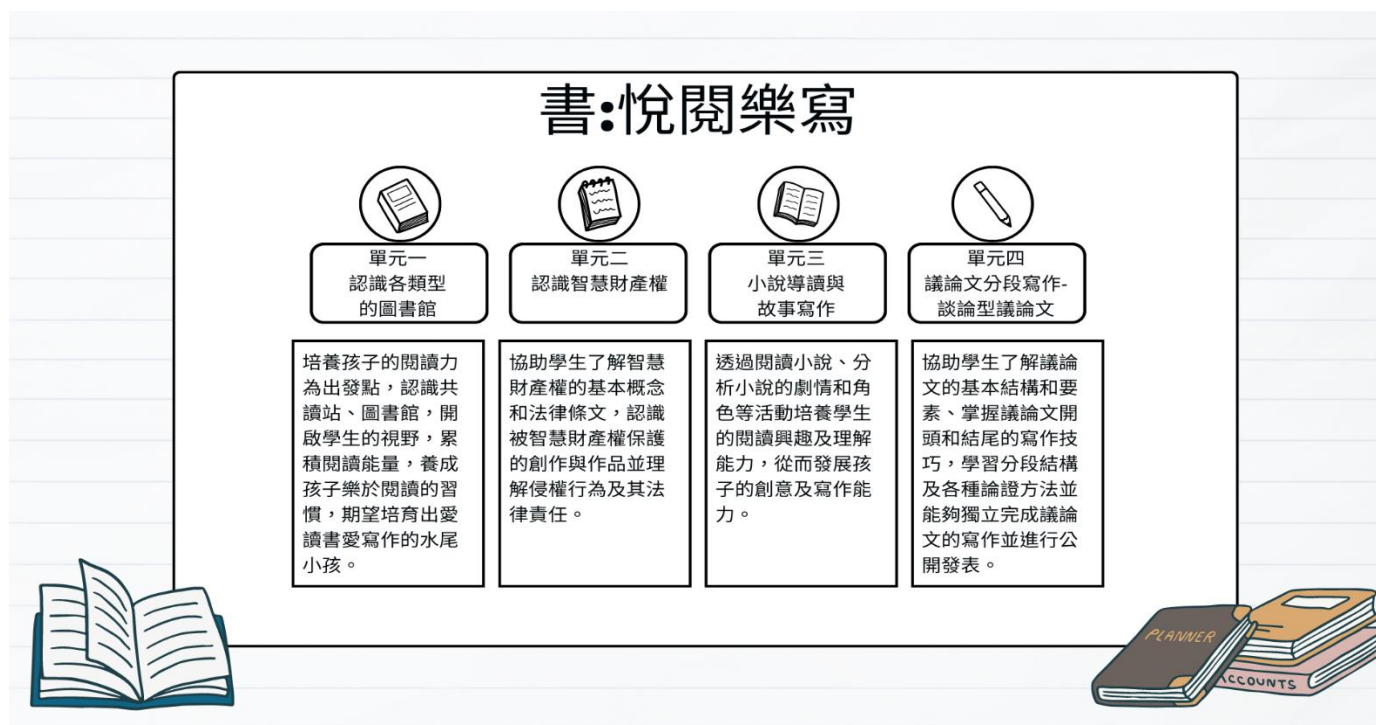 書:悅閱樂寫
單元一
認識各類型
的圖書館
單元二
認識智慧財產權
單元三
小說導讀與
故事寫作
單元四
議論文分段寫作-
談論型議論文
培養孩子的閱讀力
為出發點，認識共
讀站、圖書館，開
啟學生的視野，累
積閱讀能量，養成
孩子樂於閱讀的習
慣，期望培育出愛
讀書愛寫作的水尾
小孩。
協助學生了解智慧
財產權的基本概念
和法律條文，認識
被智慧財產權保護
的創作與作品並理
解侵權行為及其法
律責任。
透過閱讀小說、分
析小說的劇情和角
色等活動培養學生
的閱讀興趣及理解
能力，從而發展孩
子的創意及寫作能
力。
協助學生了解議論
文的基本結構和要
素、掌握議論文開
頭和結尾的寫作技
巧，學習分段結構
及各種論證方法並
能夠獨立完成議論
文的寫作並進行公
開發表。
PLANNER
ACCOUNTS